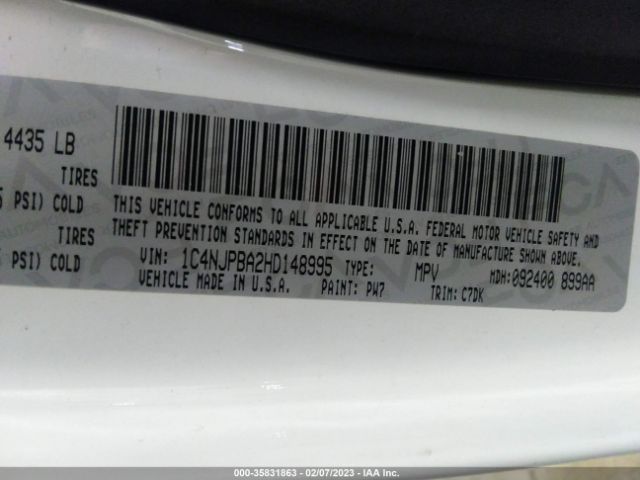 4435 LB
TIRES
PSI) COLD
TIRES
PSI) COLD
THIS VEHICLE CONFORMS TO ALL APPLICABLE U.S.A. FEDERAL MOTOR VEHICLE SAFETY AND
THEFT PREVENTION STANDARDS IN EFFECT ON THE DATE OF MANUFACTURE SHOWN ABOVE.
VIN: 1C4NJPBA2HD148995 TYPE: MPV MDH:092400 899AA
VEHICLE MADE IN U.S.A. PAINT: PW7 TRIM: C7DK
000-35831863 - 02/07/2023 - IAAI.COM